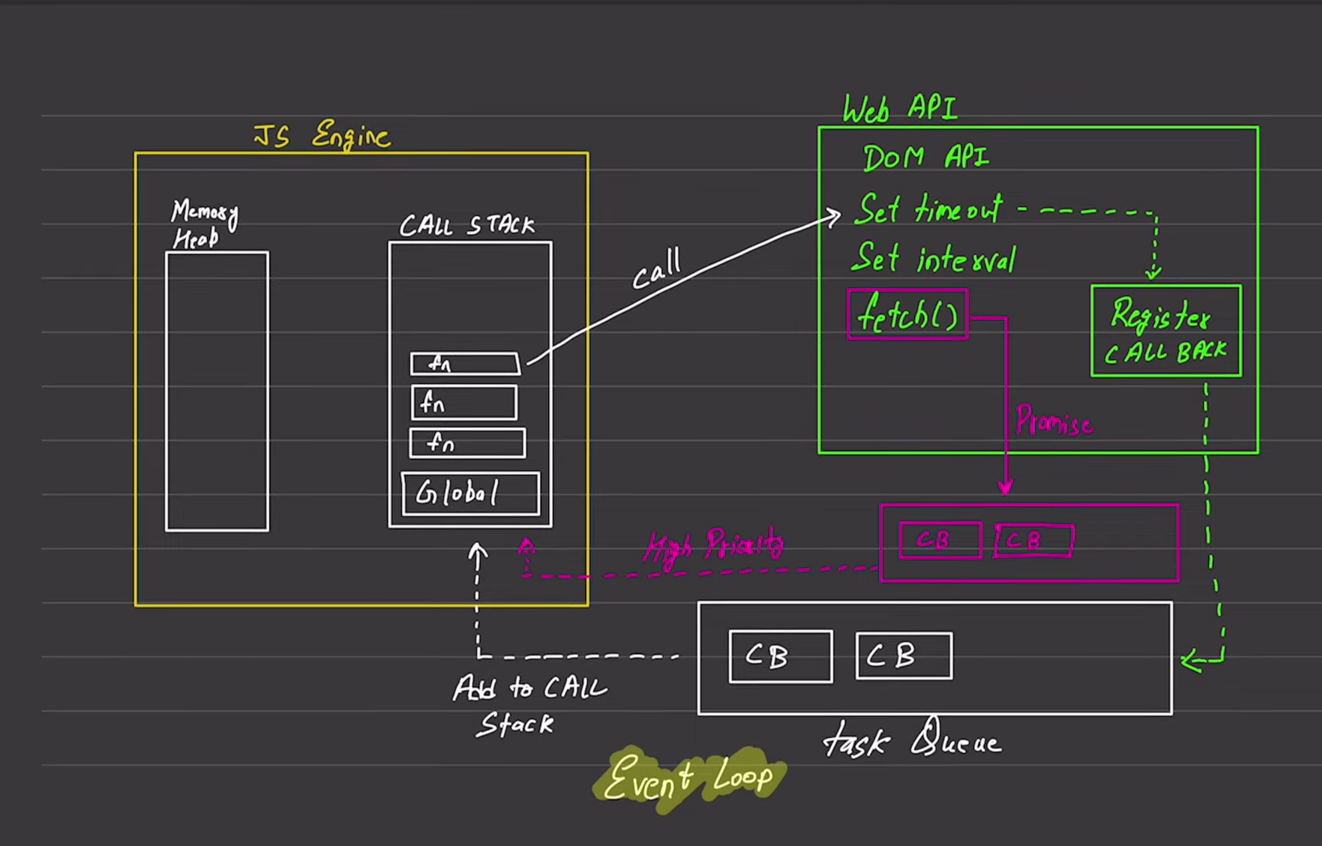 JS Engine
Memory
Heap
CALL STACK
fn
fn
fn
Global
call
Web API
DOM API
Set timeout
Set interval
fetch()
Register
CALL BACK
Promise
CB CB
High Priority
CB CB
Add to CALL
Stack
task Queue
Event Loop